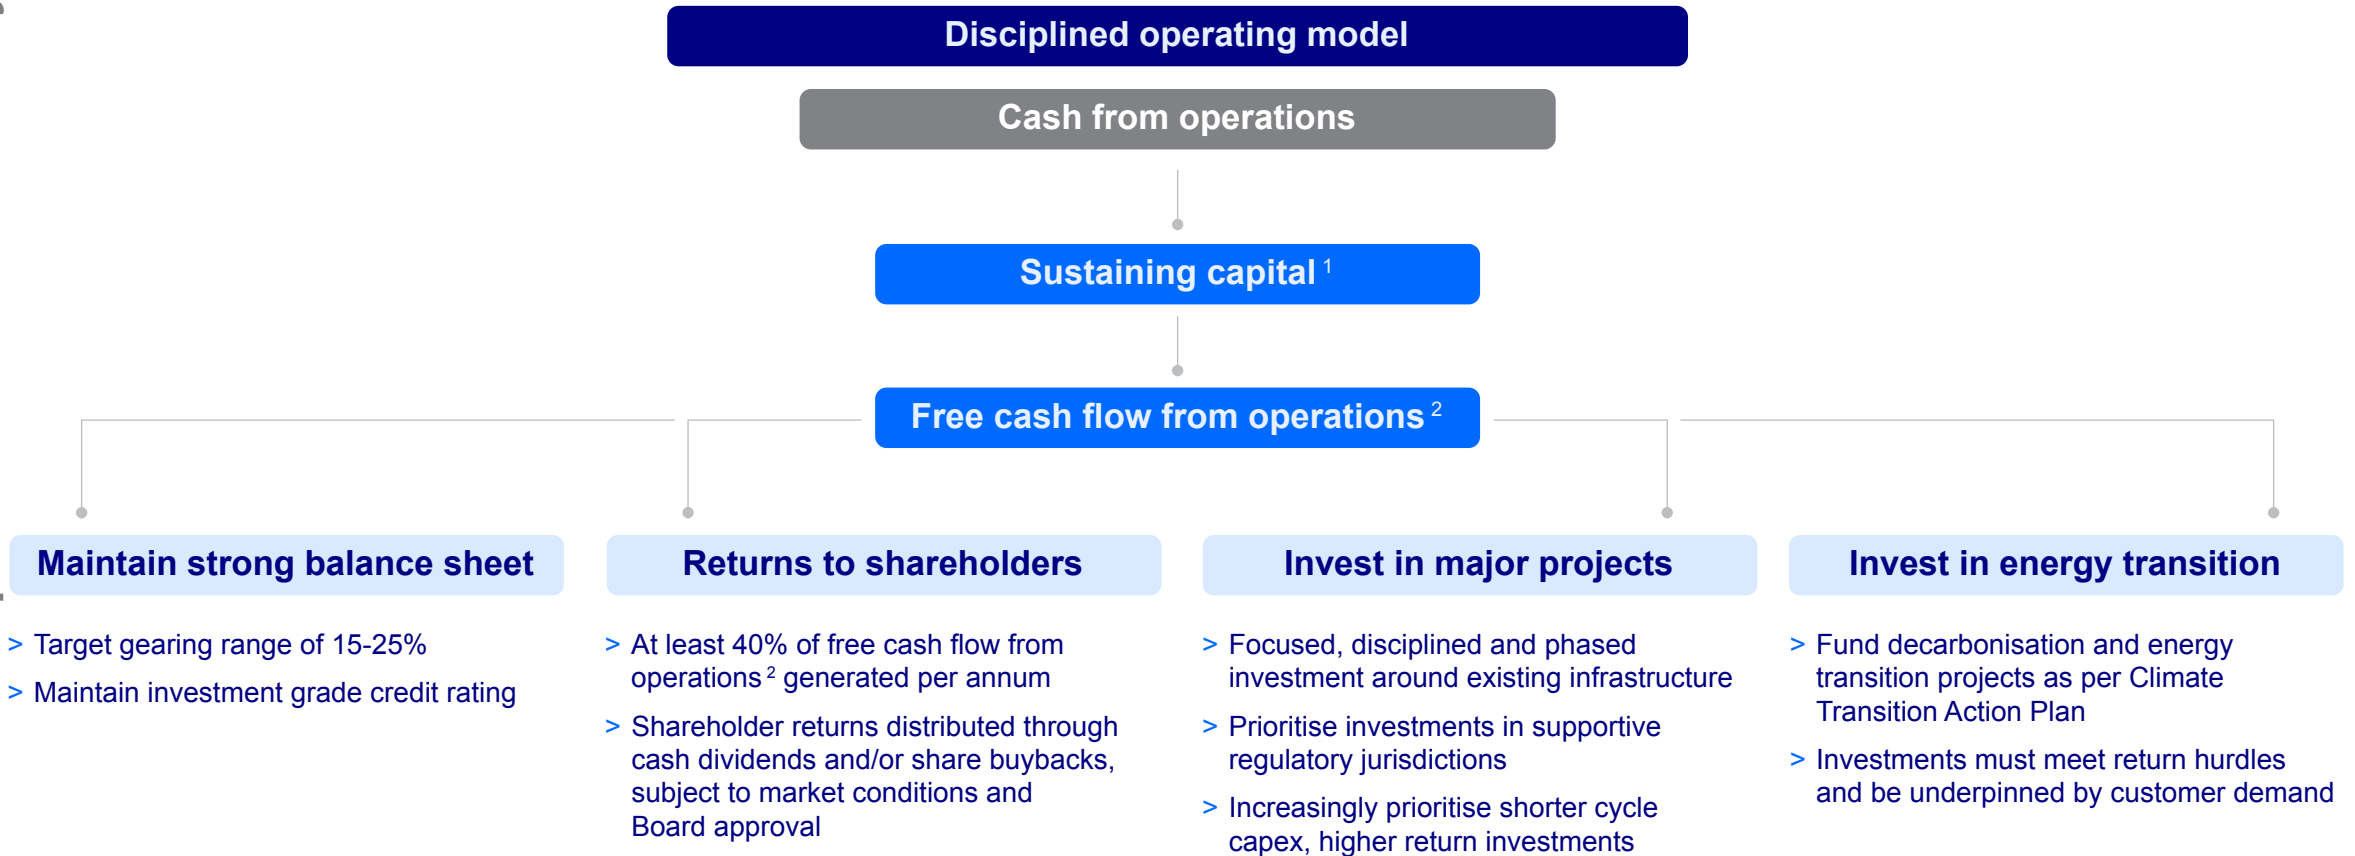 Disciplined operating model
Cash from operations
Sustaining capital 1
Free cash flow from operations 2
Maintain strong balance sheet
> Target gearing range of 15-25%
> Maintain investment grade credit rating
Returns to shareholders
> At least 40% of free cash flow from
operations 2 generated per annum
> Shareholder returns distributed through
cash dividends and/or share buybacks,
subject to market conditions and
Board approval
Invest in major projects
> Focused, disciplined and phased
investment around existing infrastructure
> Prioritise investments in supportive
regulatory jurisdictions
> Increasingly prioritise shorter cycle
capex, higher return investments
Invest in energy transition
> Fund decarbonisation and energy
transition projects as per Climate
Transition Action Plan
> Investments must meet return hurdles
and be underpinned by customer demand